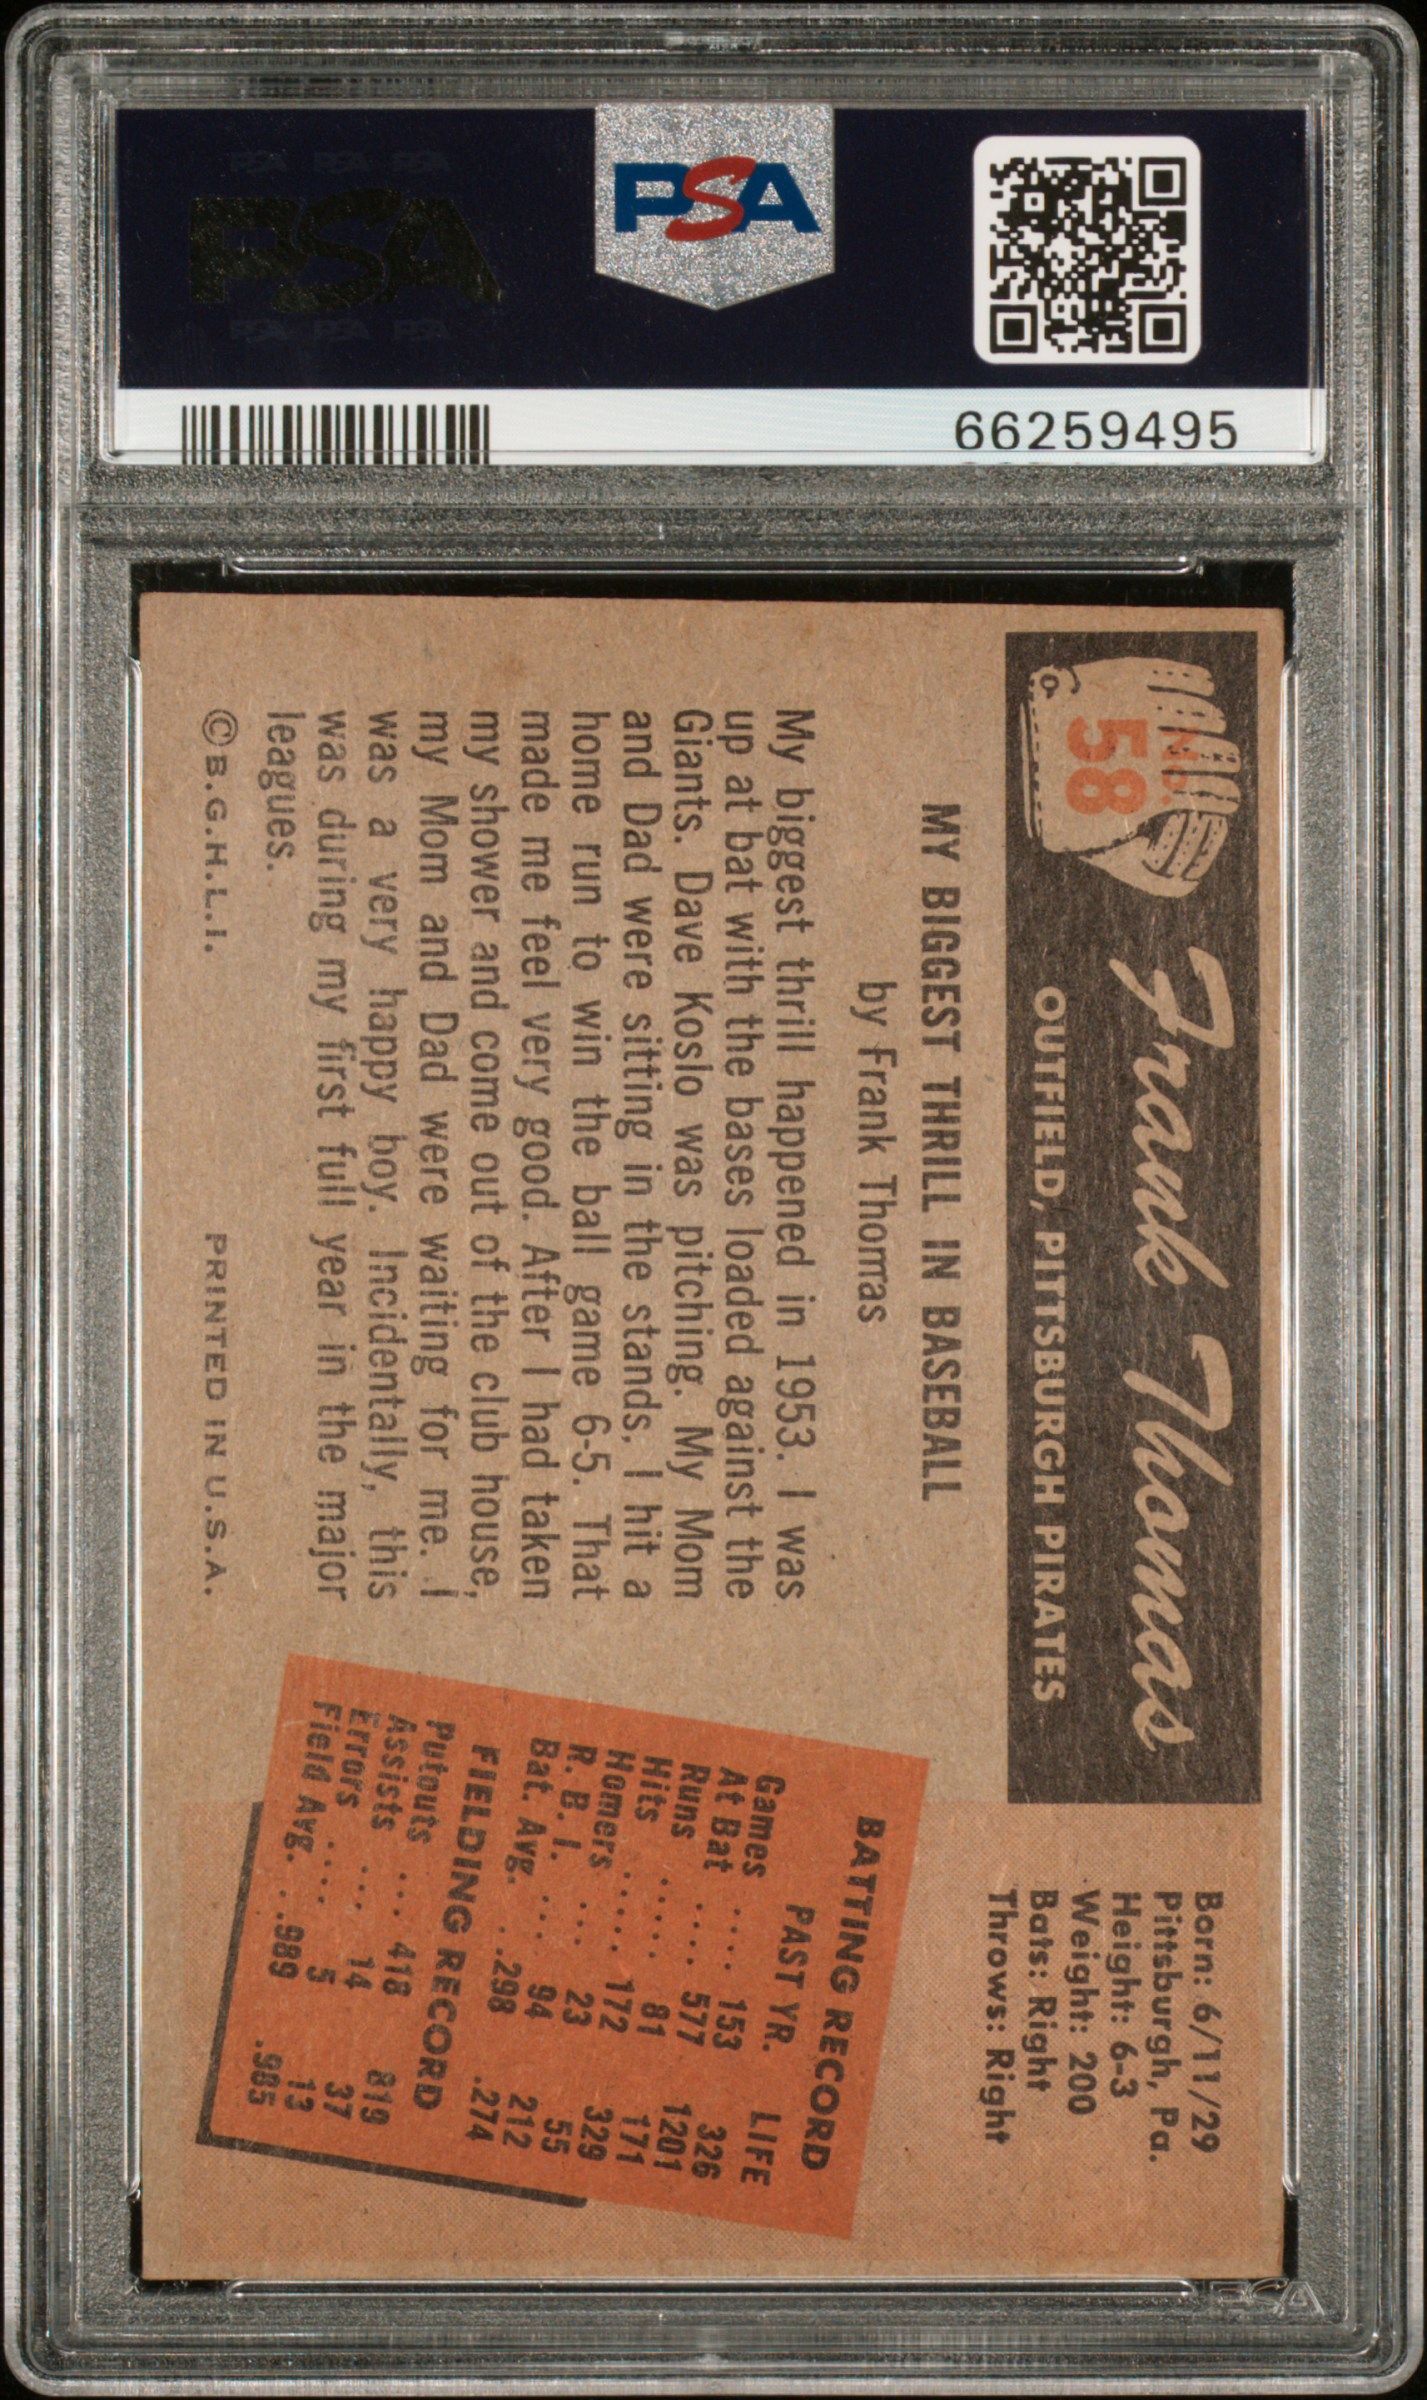 PSA
PSA PSA PSA
PSA
PSA PSA PSA
66259495
No.
58
Frank Thomas
OUTFIELD, PITTSBURGH PIRATES
Born: 6/11/29
Pittsburgh, Pa.
Height: 6-3
Weight: 200
Bats: Right
Throws: Right
MY BIGGEST THRILL IN BASEBALL
by Frank Thomas
My biggest thrill happened in 1953. I was
up at bat with the bases loaded against the
Giants. Dave Koslo was pitching. My Mom
and Dad were sitting in the stands. I hit a
home run to win the ball game 6-5. That
made me feel very good. After I had taken
my shower and come out of the club house,
my Mom and Dad were waiting for me. I
was a very happy boy. Incidentally, this
was during my first full year in the major
leagues.
©B.G.H.L.I. PRINTED IN U.S.A.
BATTING RECORD
PAST YR. LIFE
Games .... 153 326
At Bat .... 577 1201
Runs ..... 81 171
Hits ..... 172 329
Homers ... 23 55
R. B. I. ... 94 212
Bat. Avg. ..298 .274
FIELDING RECORD
Putouts ... 418 819
Assists ... 14 37
Errors .... 5 13
Field Avg. ..989 .985
PSA